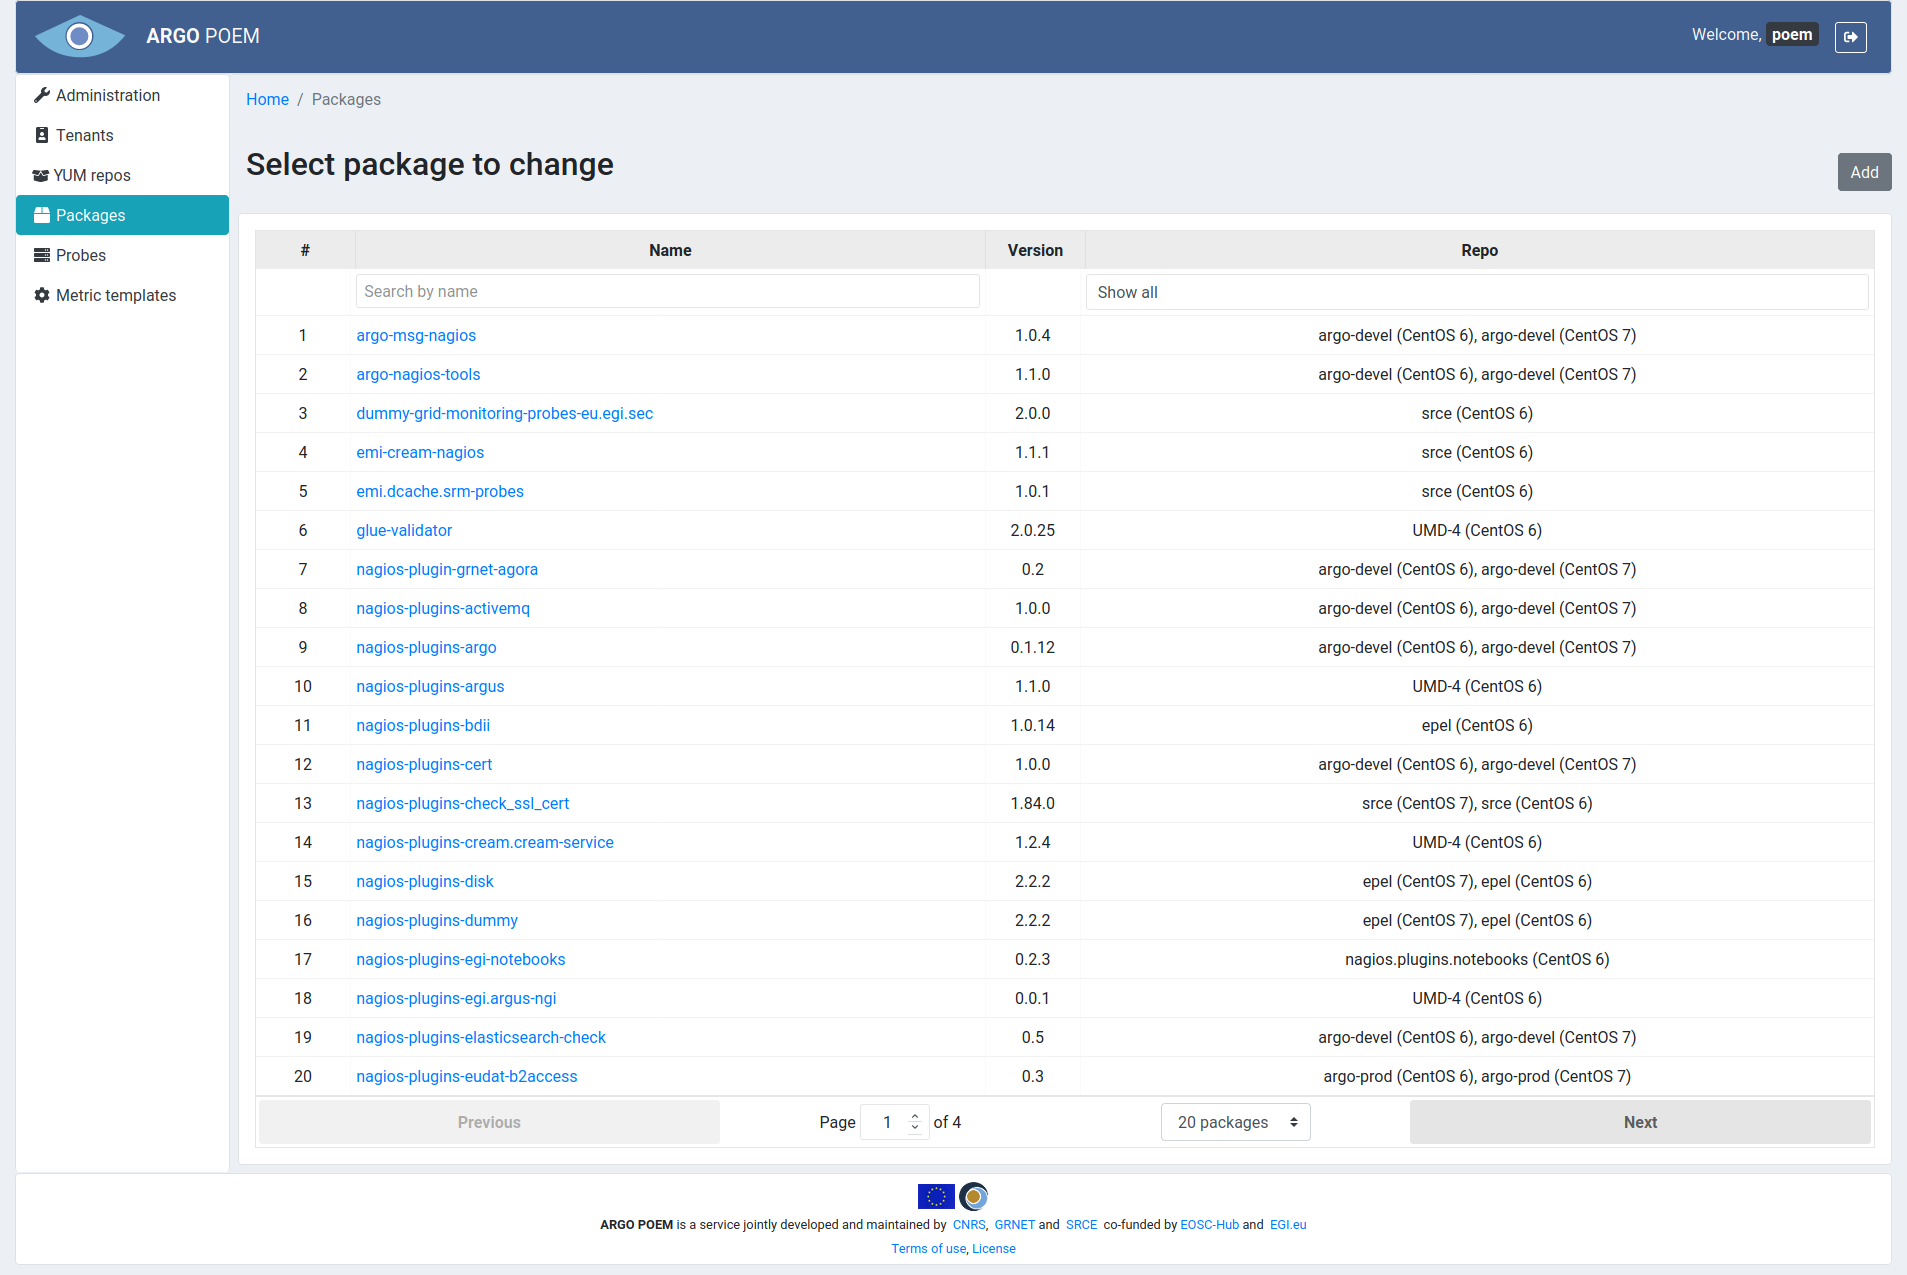 ARGO POEM
Welcome, poem
Administration
Tenants
YUM repos
Packages
Probes
Metric templates
Home / Packages
Select package to change
Add
# Name Version Repo
Search by name Show all
1 argo-msg-nagios 1.0.4 argo-devel (CentOS 6), argo-devel (CentOS 7)
2 argo-nagios-tools 1.1.0 argo-devel (CentOS 6), argo-devel (CentOS 7)
3 dummy-grid-monitoring-probes-eu.egi.sec 2.0.0 srce (CentOS 6)
4 emi-cream-nagios 1.1.1 srce (CentOS 6)
5 emi.dcache.srm-probes 1.0.1 srce (CentOS 6)
6 glue-validator 2.0.25 UMD-4 (CentOS 6)
7 nagios-plugin-grnet-agora 0.2 argo-devel (CentOS 6), argo-devel (CentOS 7)
8 nagios-plugins-activemq 1.0.0 argo-devel (CentOS 6), argo-devel (CentOS 7)
9 nagios-plugins-argo 0.1.12 argo-devel (CentOS 6), argo-devel (CentOS 7)
10 nagios-plugins-argus 1.1.0 UMD-4 (CentOS 6)
11 nagios-plugins-bdii 1.0.14 epel (CentOS 6)
12 nagios-plugins-cert 1.0.0 argo-devel (CentOS 6), argo-devel (CentOS 7)
13 nagios-plugins-check_ssl_cert 1.84.0 srce (CentOS 7), srce (CentOS 6)
14 nagios-plugins-cream.cream-service 1.2.4 UMD-4 (CentOS 6)
15 nagios-plugins-disk 2.2.2 epel (CentOS 7), epel (CentOS 6)
16 nagios-plugins-dummy 2.2.2 epel (CentOS 7), epel (CentOS 6)
17 nagios-plugins-egi-notebooks 0.2.3 nagios.plugins.notebooks (CentOS 6)
18 nagios-plugins-egi.argus-ngi 0.0.1 UMD-4 (CentOS 6)
19 nagios-plugins-elasticsearch-check 0.5 argo-devel (CentOS 6), argo-devel (CentOS 7)
20 nagios-plugins-eudat-b2access 0.3 argo-prod (CentOS 6), argo-prod (CentOS 7)
Previous Page 1 of 4 20 packages Next
ARGO POEM is a service jointly developed and maintained by CNRS, GRNET and SRCE co-funded by EOSC-Hub and EGI.eu
Terms of use, License